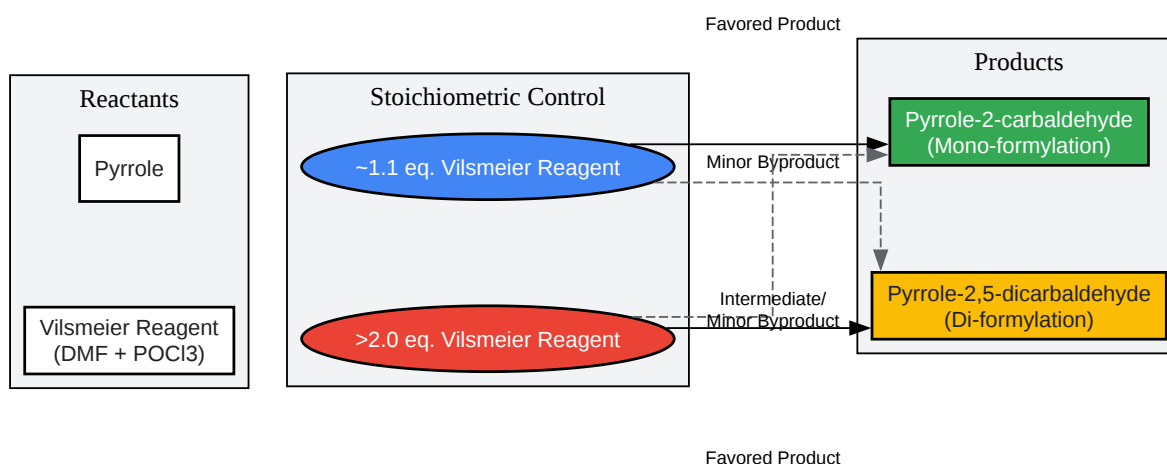 Favored Product
Reactants
Pyrrole
Vilsmeier Reagent
(DMF + POCl3)
Stoichiometric Control
~1.1 eq. Vilsmeier Reagent
>2.0 eq. Vilsmeier Reagent
Minor Byproduct
Intermediate/
Minor Byproduct
Products
Pyrrole-2-carbaldehyde
(Mono-formylation)
Pyrrole-2,5-dicarbaldehyde
(Di-formylation)
Favored Product